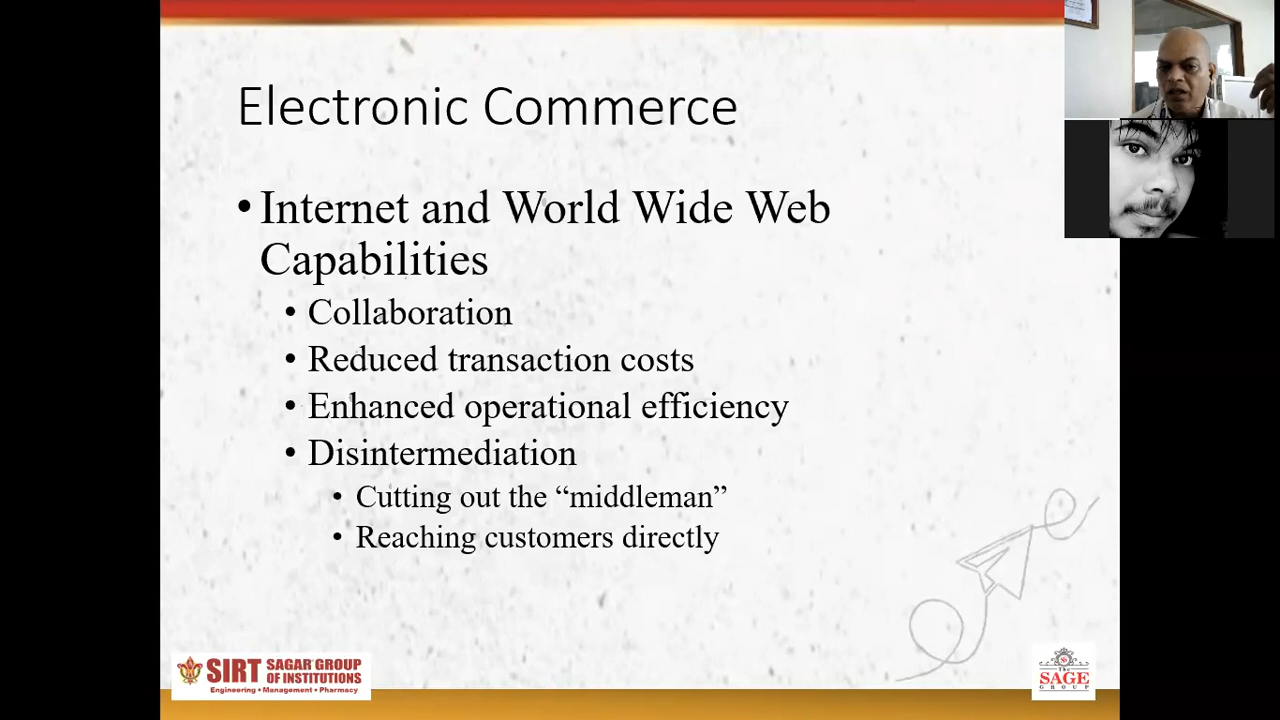 Electronic Commerce
• Internet and World Wide Web
Capabilities
• Collaboration
• Reduced transaction costs
• Enhanced operational efficiency
• Disintermediation
• Cutting out the “middleman”
• Reaching customers directly
SIRT SAGAR GROUP
OF INSTITUTIONS
Engineering • Management • Pharmacy
The
SAGE
GROUP